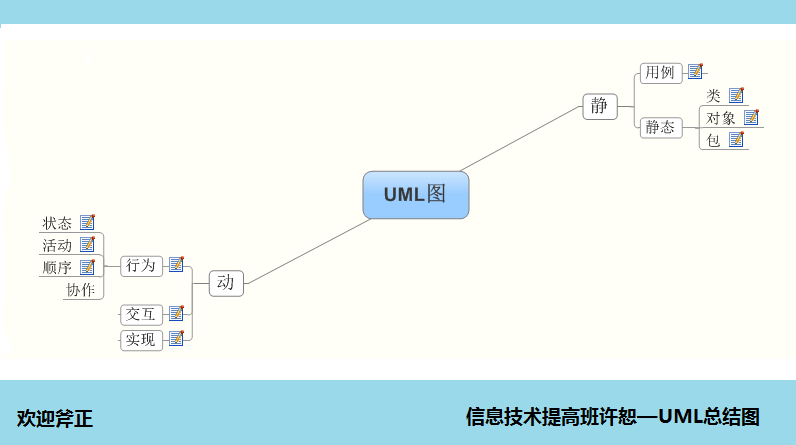 UML图
静
用例
静态
类
对象
包
动
行为
状态
活动
顺序
协作
交互
实现
欢迎斧正
信息技术提高班许恕—UML总结图